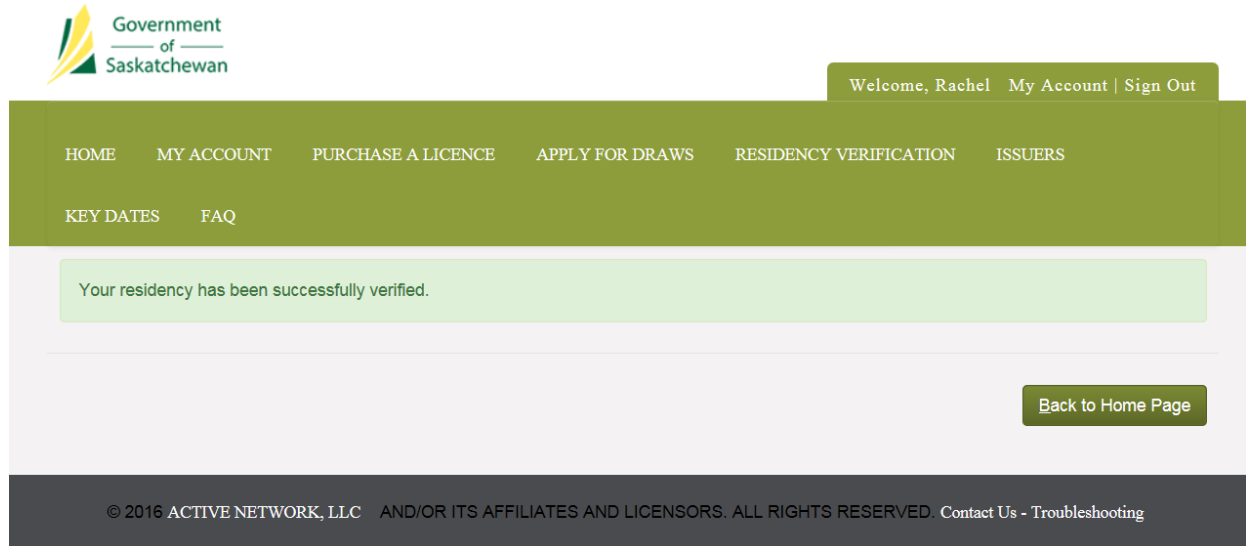 Government
of
Saskatchewan
Welcome, Rachel My Account | Sign Out
HOME MY ACCOUNT PURCHASE A LICENCE APPLY FOR DRAWS RESIDENCY VERIFICATION ISSUERS
KEY DATES FAQ
Your residency has been successfully verified.
Back to Home Page
© 2016 ACTIVE NETWORK, LLC AND/OR ITS AFFILIATES AND LICENSORS. ALL RIGHTS RESERVED. Contact Us - Troubleshooting